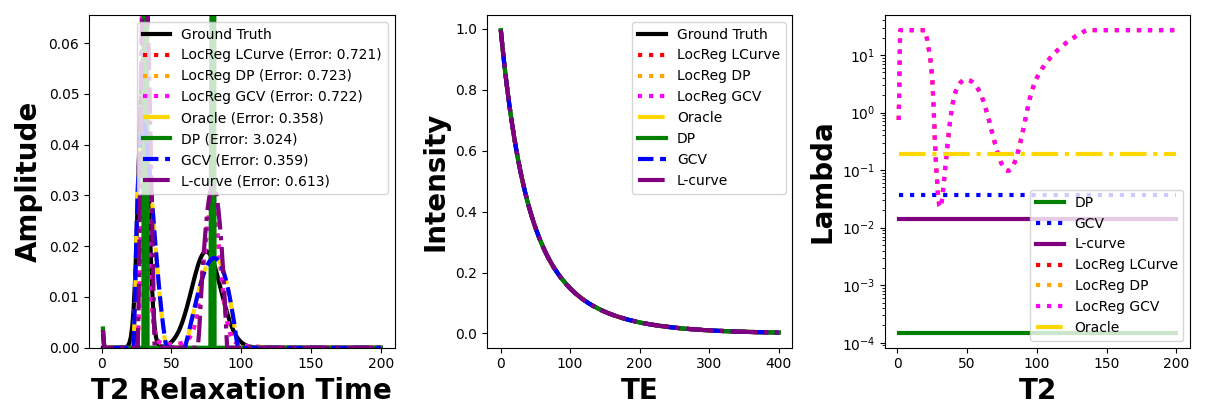 Amplitude
0.06
0.05
0.04
0.03
0.02
0.01
0.00
0 50 100 150 200
T2 Relaxation Time
Ground Truth
LocReg LCurve (Error: 0.721)
LocReg DP (Error: 0.723)
LocReg GCV (Error: 0.722)
Oracle (Error: 0.358)
DP (Error: 3.024)
GCV (Error: 0.359)
L-curve (Error: 0.613)
Intensity
1.0
0.8
0.6
0.4
0.2
0.0
0 100 200 300 400
TE
Ground Truth
LocReg LCurve
LocReg DP
LocReg GCV
Oracle
DP
GCV
L-curve
Lambda
10¹
10⁰
10⁻¹
10⁻²
10⁻³
10⁻⁴
0 50 100 150 200
T2
DP
GCV
L-curve
LocReg LCurve
LocReg DP
LocReg GCV
Oracle